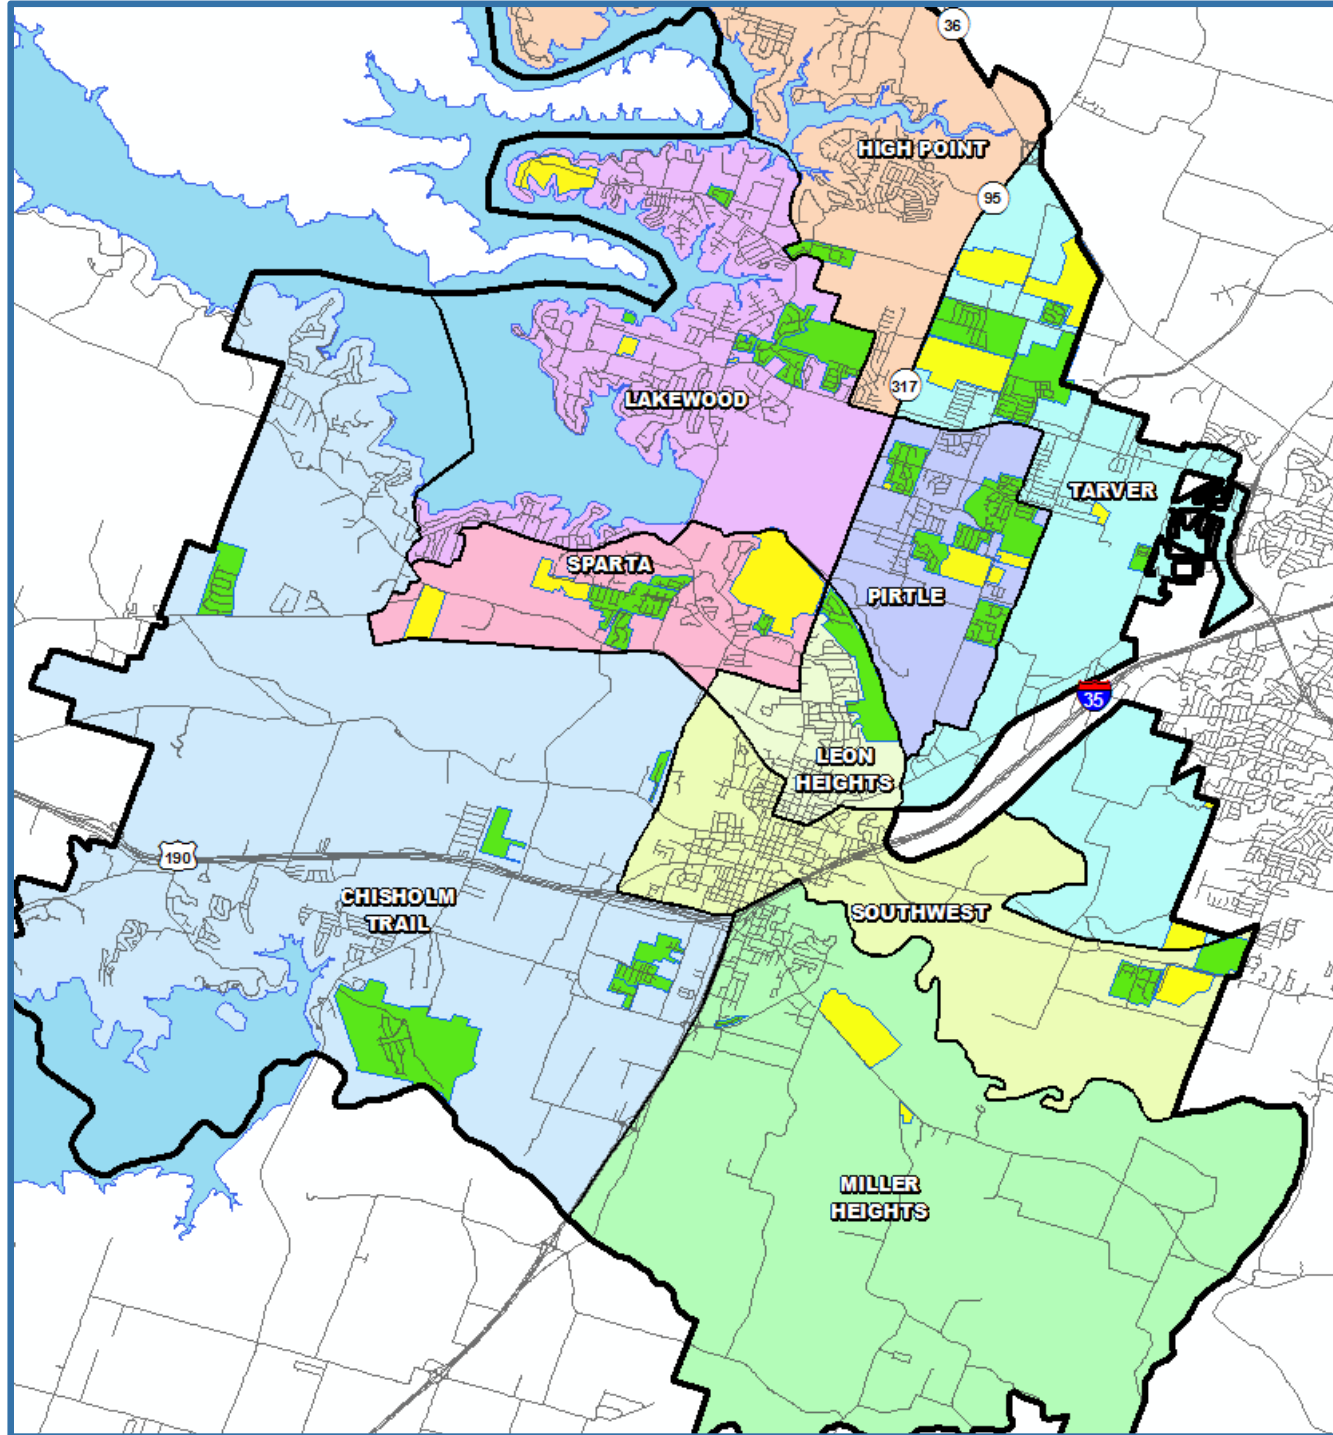 36
HIGH POINT
95
317
LAKEWOOD
TARVER
SPARTA
PIRTLE
35
LEON
HEIGHTS
190
CHISHOLM
TRAIL
SOUTHWEST
MILLER
HEIGHTS